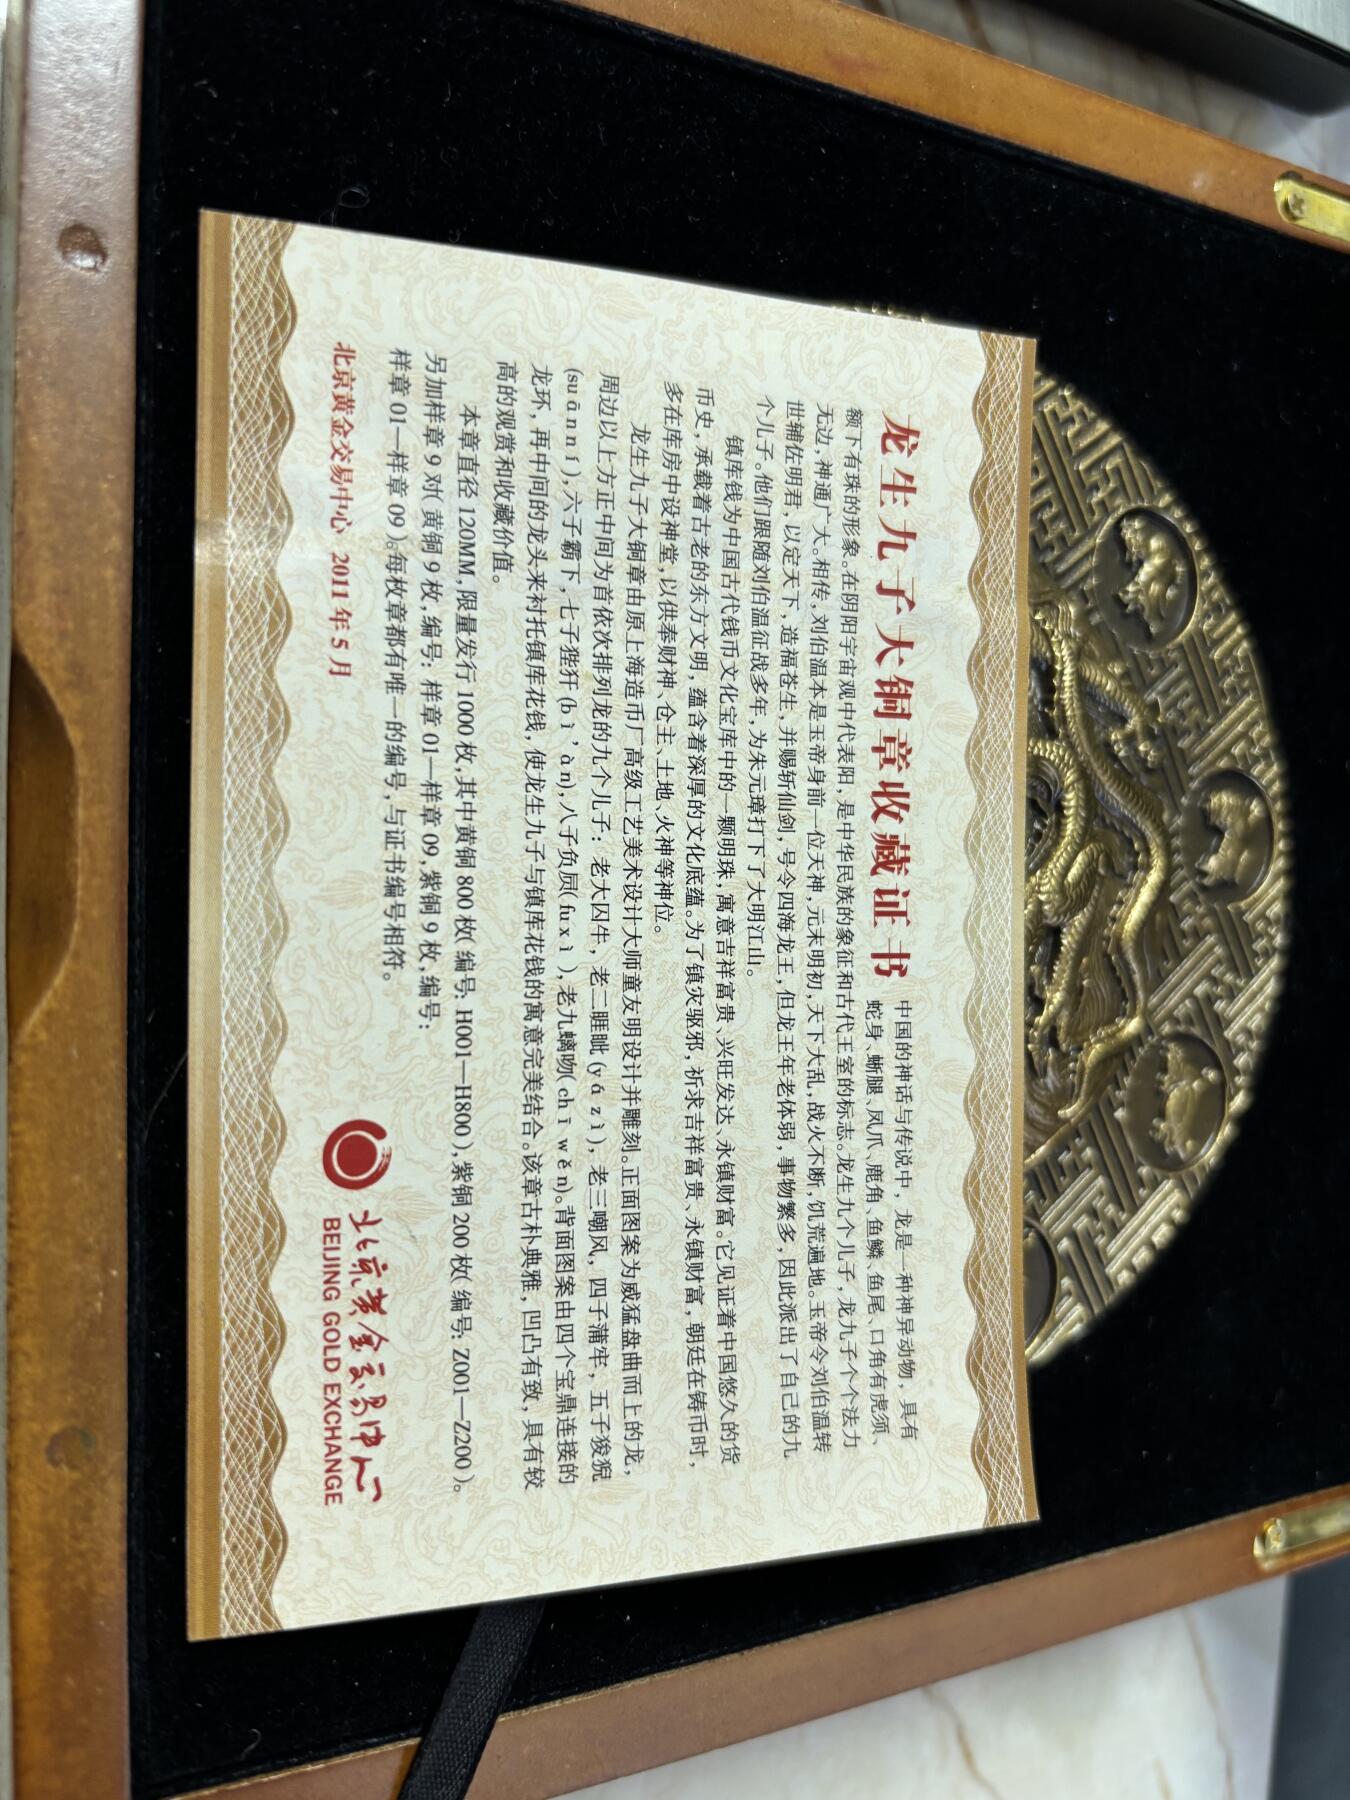 龙生九子大铜章收藏证书
中国的神话与传说中，龙是一种神异动物，具有
蛇身、蜥腿、凤爪、鹿角、鱼鳞、鱼尾、口角有虎须、
额下有珠的形象。在阴阳宇宙观中代表阳，是中华民族的象征和古代王室的标志。龙生九个儿子，龙九子个个法力
无边，神通广大。相传，刘伯温本是玉帝身前一位天神，元末明初，天下大乱，战火不断，饥荒遍地。玉帝令刘伯温转
世辅佐明君，以定天下，造福苍生，并赐斩仙剑，号令四海龙王，但龙王年老体弱，事物繁多，因此派出了自己的九
个儿子。他们跟随刘伯温征战多年，为朱元璋打下了大明江山。
镇库钱为中国古代钱币文化宝库中的一颗明珠，寓意吉祥富贵、兴旺发达、永镇财富。它见证着中国悠久的货
币史，承载着古老的东方文明，蕴含着深厚的文化底蕴。为了镇灾驱邪，祈求吉祥富贵、永镇财富，朝廷在铸币时，
多在库房中设神堂，以供奉财神、仓主、土地、火神等神位。
龙生九子大铜章由原上海造币厂高级工艺美术设计大师童友明设计并雕刻。正面图案为威猛盘曲而上的龙，
周边以上方正中间为首依次排列龙的九个儿子：老大囚牛，老二睚眦(yá zì)，老三嘲风，四子蒲牢，五子狻猊
(suānní)，六子霸下，七子狴犴(bì'àn)，八子负屃(fuxì)，老九螭吻(chī wěn)。背面图案由四个宝鼎连接的
龙环，再中间的龙头来衬托镇库花钱，使龙生九子与镇库花钱的寓意完美结合。该章古朴典雅，凹凸有致，具有较
高的观赏和收藏价值。
本章直径 120MM，限量发行 1000 枚，其中黄铜 800 枚(编号: H001—H800)，紫铜 200 枚(编号: Z001—Z200)。
另加样章 9 对(黄铜 9 枚，编号: 样章 01—样章 09，紫铜 9 枚，编号:
样章 01—样章 09)。每枚章都有唯一的编号，与证书编号相符。
北京黄金交易中心 2011 年 5 月
北京黄金交易中心
BEIJING GOLD EXCHANGE